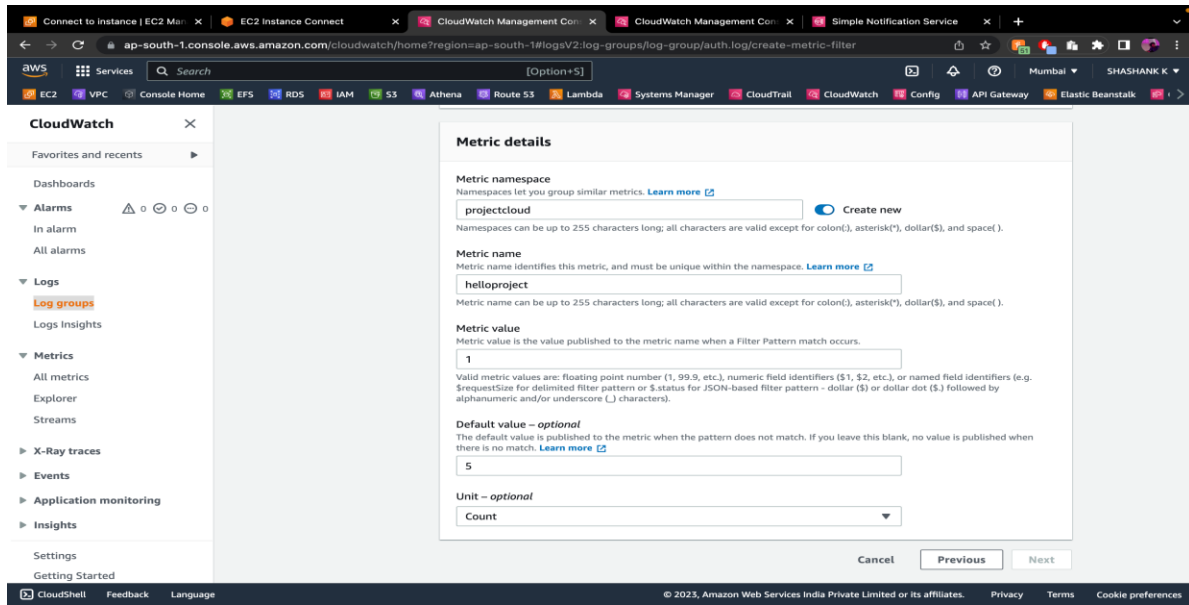 Connect to instance | EC2 Man
EC2 Instance Connect
CloudWatch Management Con
CloudWatch Management Con
Simple Notification Service
ap-south-1.console.aws.amazon.com/cloudwatch/home?region=ap-south-1#logsV2:log-groups/log-group/auth.log/create-metric-filter
aws
Services
Search
[Option+S]
Mumbai
SHASHANK K
EC2
VPC
Console Home
EFS
RDS
IAM
S3
Athena
Route 53
Lambda
Systems Manager
CloudTrail
CloudWatch
Config
API Gateway
Elastic Beanstalk
CloudWatch
Favorites and recents
Dashboards
Alarms 0 0 0
In alarm
All alarms
Logs
Log groups
Logs Insights
Metrics
All metrics
Explorer
Streams
X-Ray traces
Events
Application monitoring
Insights
Settings
Getting Started
Metric details
Metric namespace
Namespaces let you group similar metrics. Learn more
projectcloud
Create new
Namespaces can be up to 255 characters long; all characters are valid except for colon(:), asterisk(*), dollar($), and space( ).
Metric name
Metric name identifies this metric, and must be unique within the namespace. Learn more
helloproject
Metric name can be up to 255 characters long; all characters are valid except for colon(:), asterisk(*), dollar($), and space( ).
Metric value
Metric value is the value published to the metric name when a Filter Pattern match occurs.
1
Valid metric values are: floating point number (1, 99.9, etc.), numeric field identifiers ($1, $2, etc.), or named field identifiers (e.g.
$requestSize for delimited filter pattern or $.status for JSON-based filter pattern - dollar ($) or dollar dot ($.) followed by
alphanumeric and/or underscore (_) characters).
Default value – optional
The default value is published to the metric when the pattern does not match. If you leave this blank, no value is published when
there is no match. Learn more
5
Unit – optional
Count
Cancel
Previous
Next
CloudShell
Feedback
Language
© 2023, Amazon Web Services India Private Limited or its affiliates.
Privacy
Terms
Cookie preferences